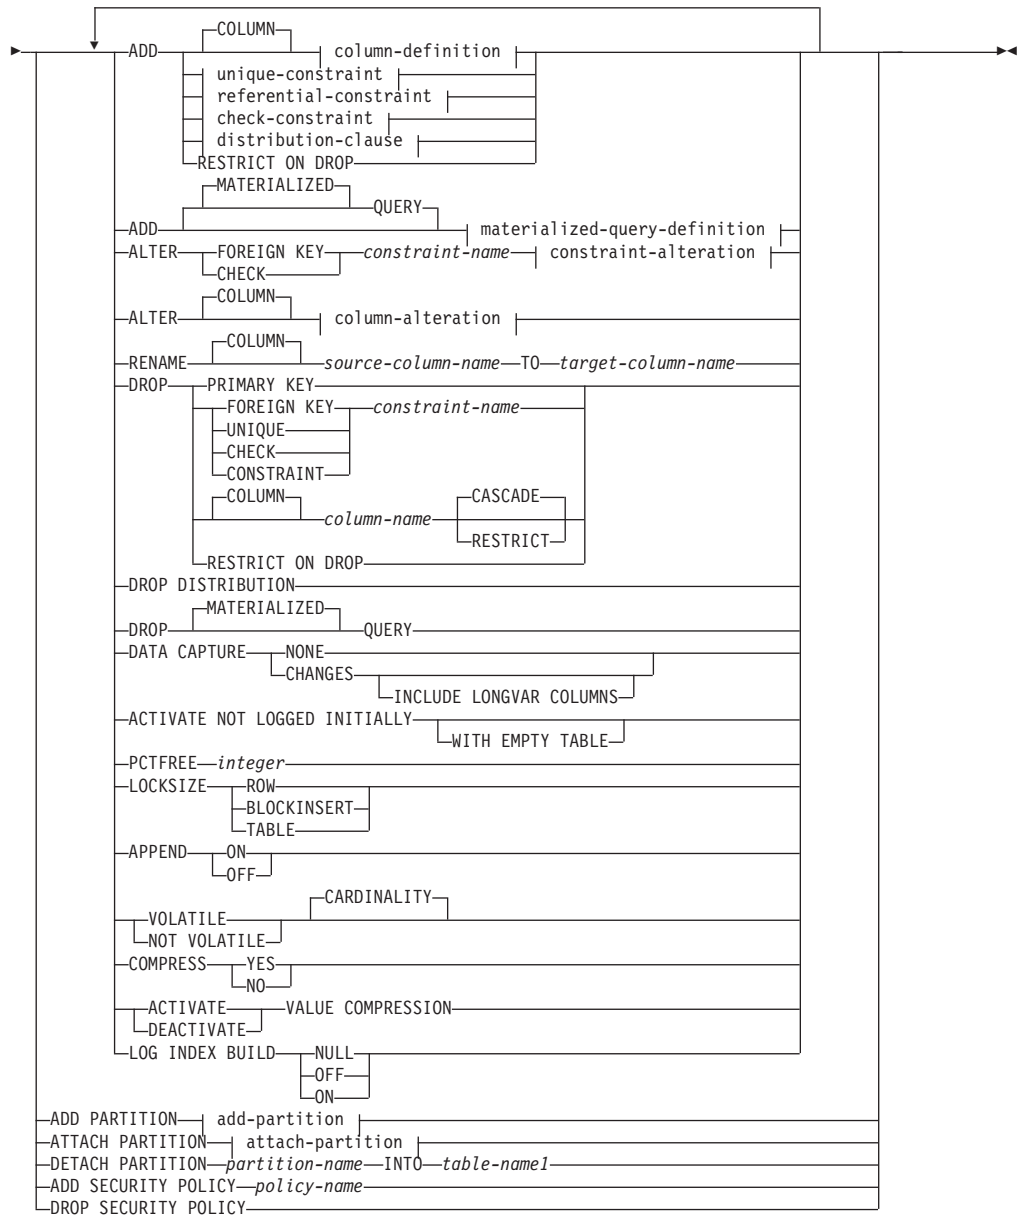 COLUMN
ADD column-definition
unique-constraint
referential-constraint
check-constraint
distribution-clause
RESTRICT ON DROP
MATERIALIZED
QUERY
ADD materialized-query-definition
ALTER FOREIGN KEY constraint-name constraint-alteration
CHECK
COLUMN
ALTER column-alteration
COLUMN
RENAME source-column-name TO target-column-name
DROP PRIMARY KEY
FOREIGN KEY constraint-name
UNIQUE
CHECK
CONSTRAINT
COLUMN CASCADE
column-name
RESTRICT
RESTRICT ON DROP
DROP DISTRIBUTION
MATERIALIZED
DROP QUERY
DATA CAPTURE NONE
CHANGES
INCLUDE LONGVAR COLUMNS
ACTIVATE NOT LOGGED INITIALLY
WITH EMPTY TABLE
PCTFREE integer
LOCKSIZE ROW
BLOCKINSERT
TABLE
APPEND ON
OFF
CARDINALITY
VOLATILE
NOT VOLATILE
COMPRESS YES
NO
ACTIVATE VALUE COMPRESSION
DEACTIVATE
LOG INDEX BUILD NULL
OFF
ON
ADD PARTITION add-partition
ATTACH PARTITION attach-partition
DETACH PARTITION partition-name INTO table-name1
ADD SECURITY POLICY policy-name
DROP SECURITY POLICY